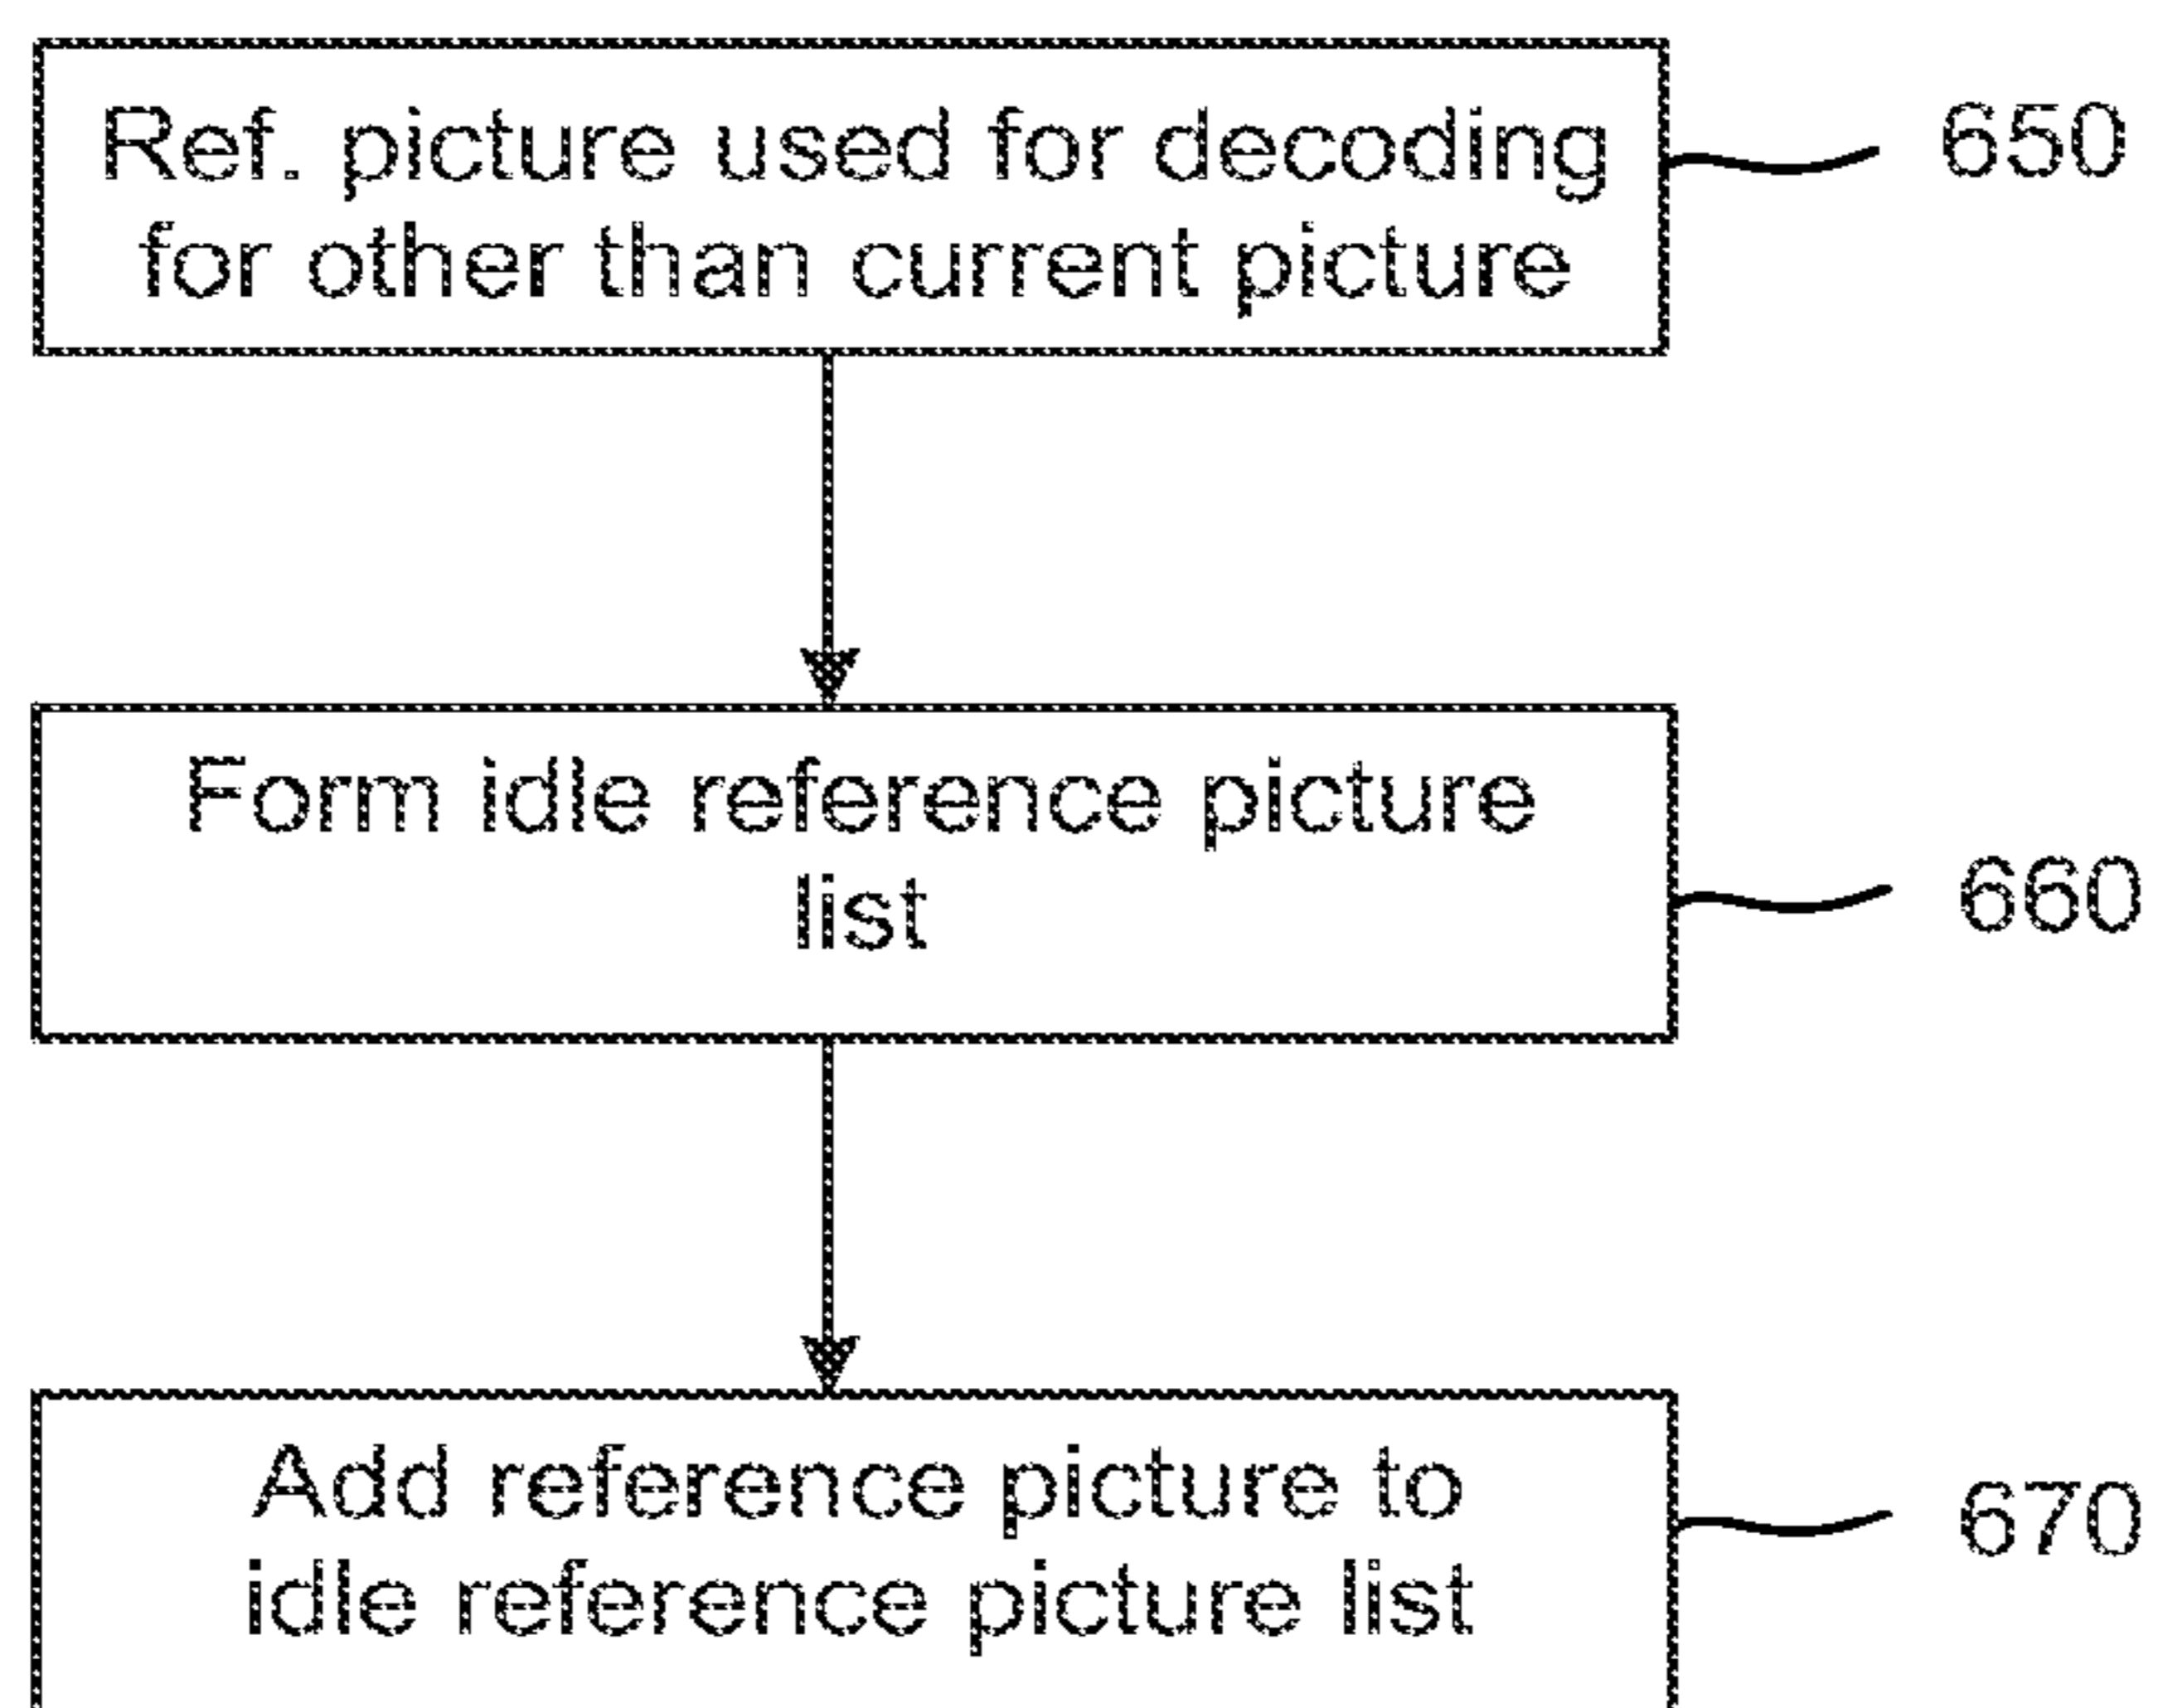 Ref. picture used for decoding
for other than current picture
650
Form idle reference picture
list
660
Add reference picture to
idle reference picture list
670